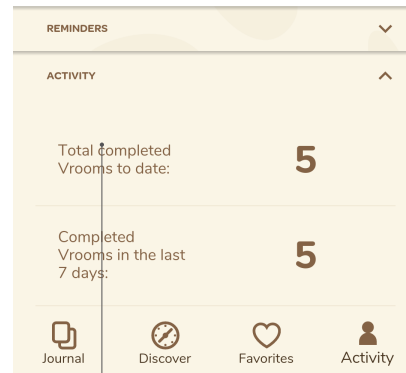 REMINDERS
ACTIVITY
Total completed
Vrooms to date:
5
Completed
Vrooms in the last
7 days:
5
Journal
Discover
Favorites
Activity